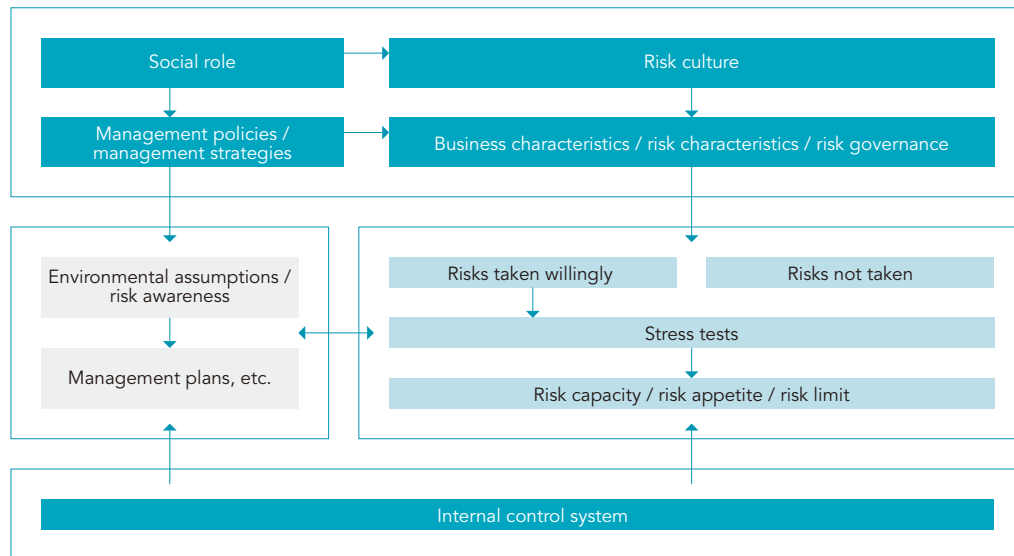 Social role
Risk culture
Management policies /
management strategies
Business characteristics / risk characteristics / risk governance
Environmental assumptions /
risk awareness
Management plans, etc.
Risks taken willingly
Risks not taken
Stress tests
Risk capacity / risk appetite / risk limit
Internal control system